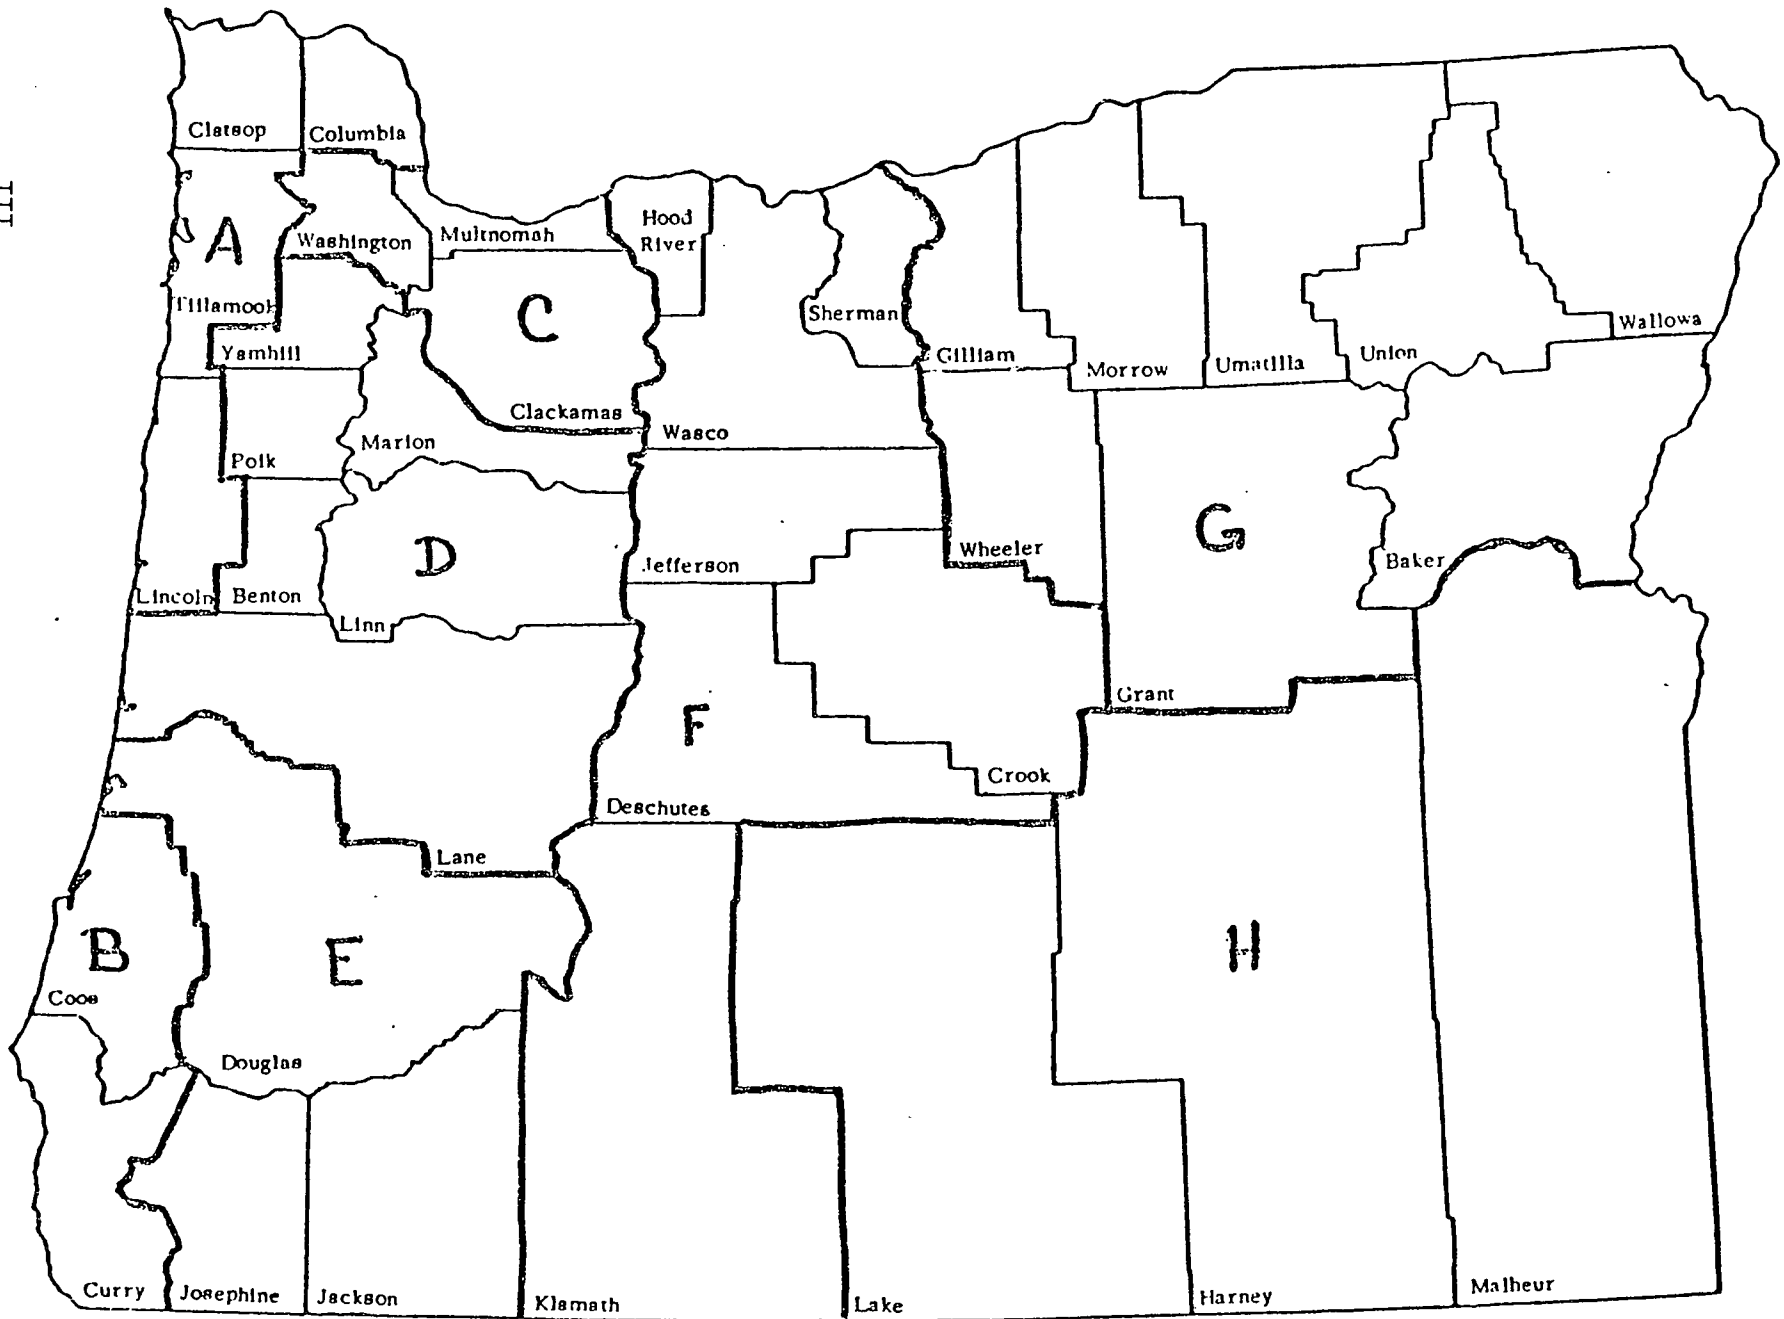 III
Clatsop
Columbia
Hood
River
Washington
Multnomah
A
Tillamook
C
Sherman
Wallowa
Yamhill
Gilliam
Morrow
Umatilla
Union
Clackamas
Marion
Wasco
Polk
G
D
Jefferson
Wheeler
Baker
Lincoln
Benton
Linn
Grant
F
Crook
Deschutes
Lane
B
E
H
Coos
Douglas
Curry
Josephine
Jackson
Klamath
Lake
Harney
Malheur